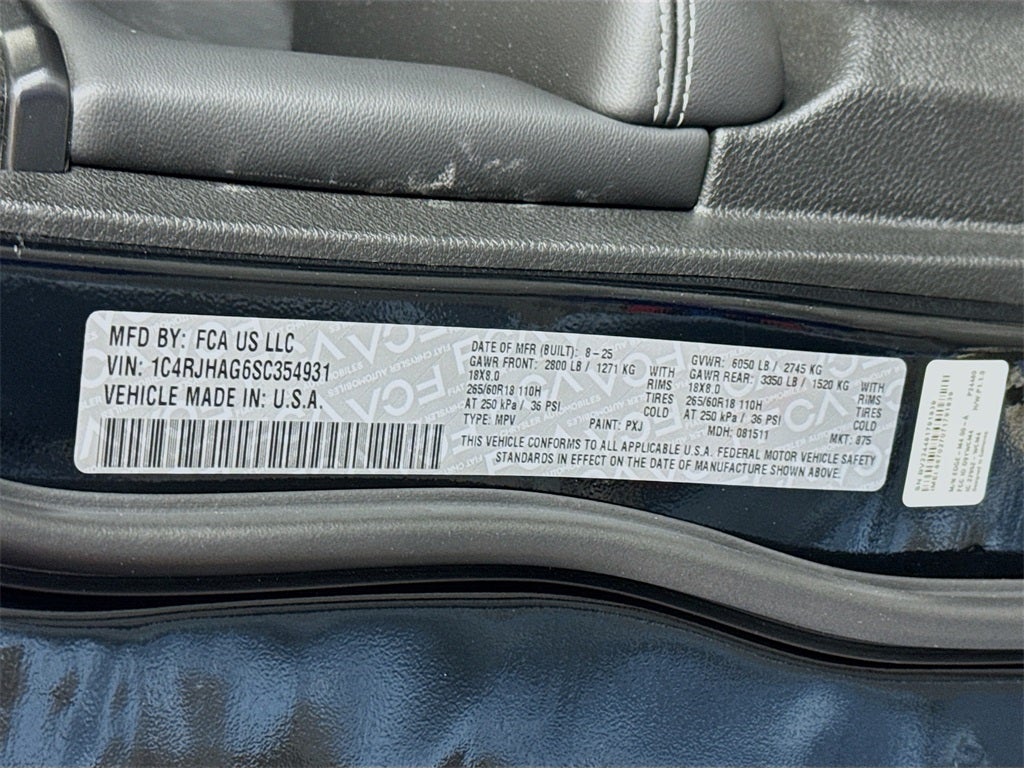 MFD BY: FCA US LLC
VIN: 1C4RJHAG6SC354931
VEHICLE MADE IN: U.S.A.
DATE OF MFR (BUILT): 8-25
GAWR FRONT: 2800 LB / 1271 KG WITH
18X8.0 RIMS
265/60R18 110H TIRES
AT 250 kPa / 36 PSI COLD
TYPE: MPV PAINT: PXJ
GVWR: 6050 LB / 2745 KG
GAWR REAR: 3350 LB / 1520 KG WITH
18X8.0 RIMS
265/60R18 110H TIRES
AT 250 kPa / 36 PSI COLD
MDH: 081511 MKT: 875
THIS VEHICLE CONFORMS TO ALL APPLICABLE U.S.A. FEDERAL MOTOR VEHICLE SAFETY
STANDARDS IN EFFECT ON THE DATE OF MANUFACTURE SHOWN ABOVE.